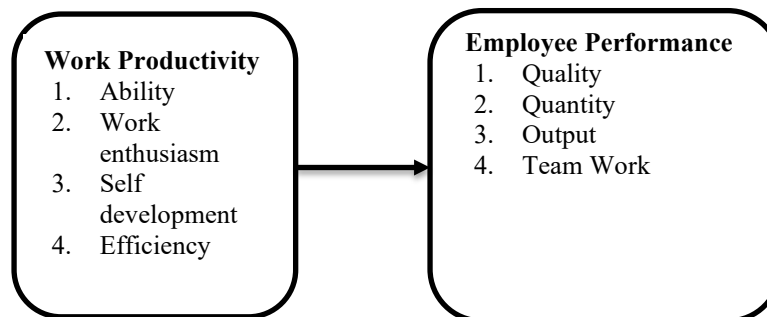 Work Productivity
1. Ability
2. Work
enthusiasm
3. Self
development
4. Efficiency
Employee Performance
1. Quality
2. Quantity
3. Output
4. Team Work